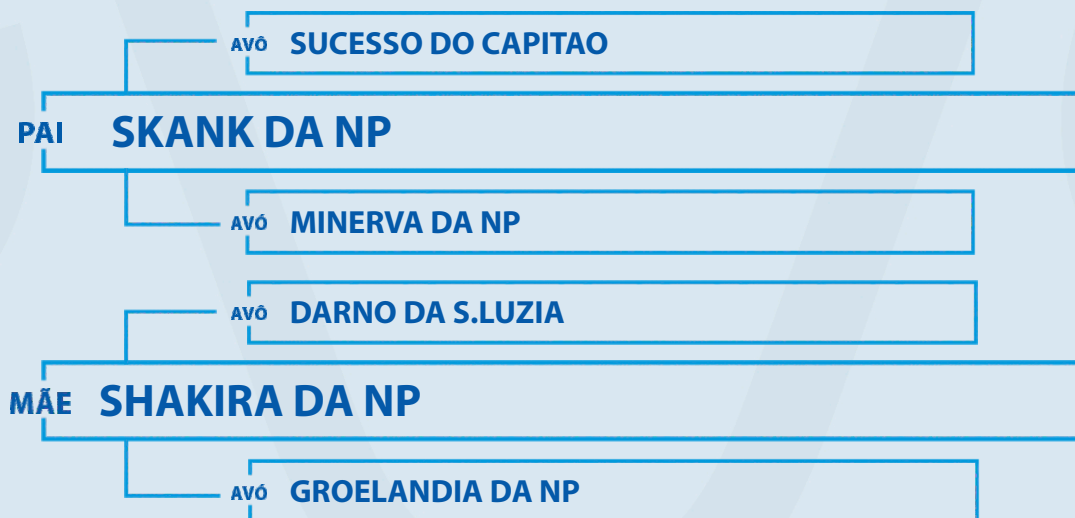 AVÔ SUCESSO DO CAPITAO
PAI SKANK DA NP
AVÓ MINERVA DA NP
AVÔ DARNO DA S.LUZIA
MÃE SHAKIRA DA NP
AVÓ GROELANDIA DA NP